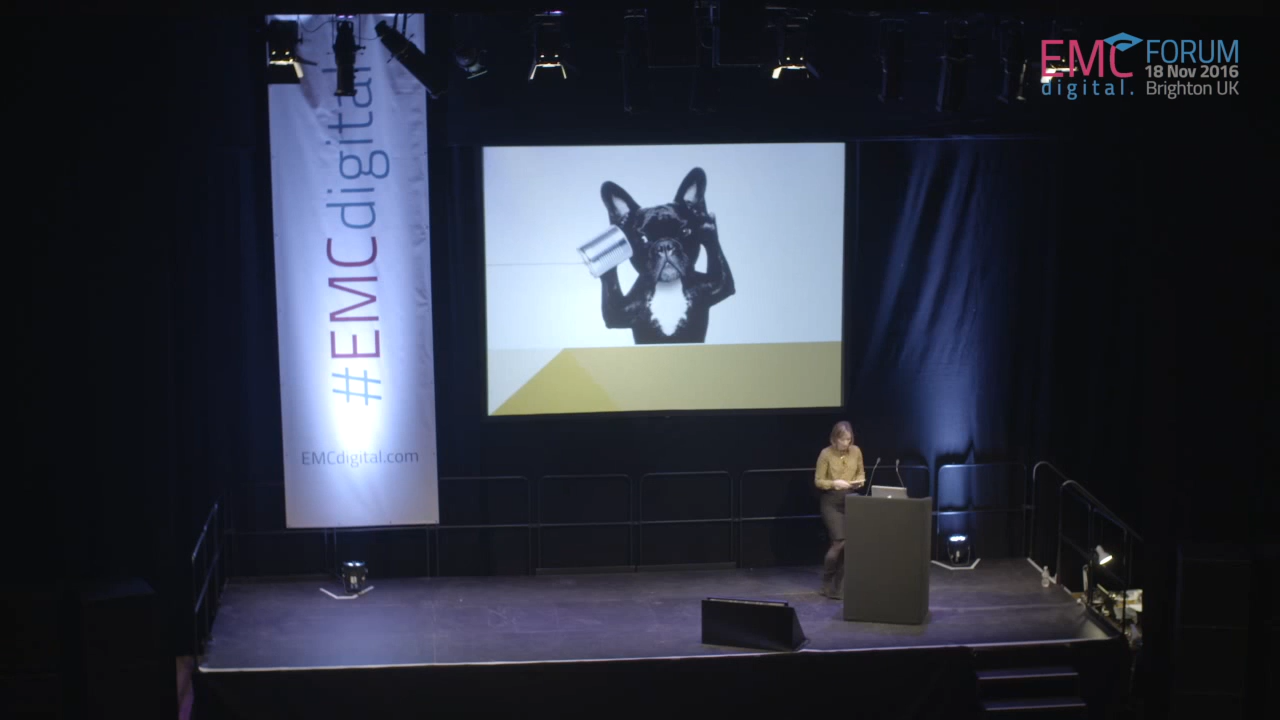 #EMCdigital
EMCdigital.com
EMC FORUM
digital. 18 Nov 2016
Brighton UK